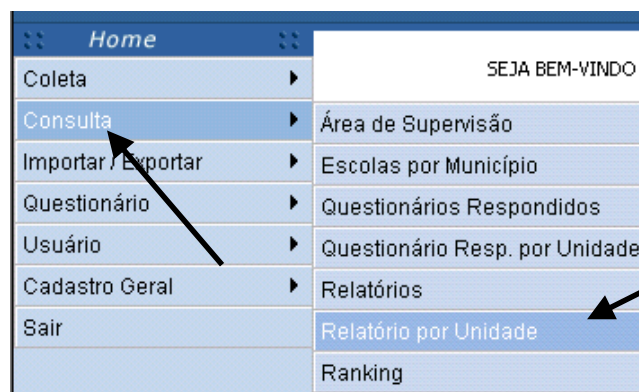 Home
Coleta
Consulta
Importar / Exportar
Questionário
Usuário
Cadastro Geral
Sair
SEJA BEM-VINDO
Área de Supervisão
Escolas por Município
Questionários Respondidos
Questionário Resp. por Unidade
Relatórios
Relatório por Unidade
Ranking